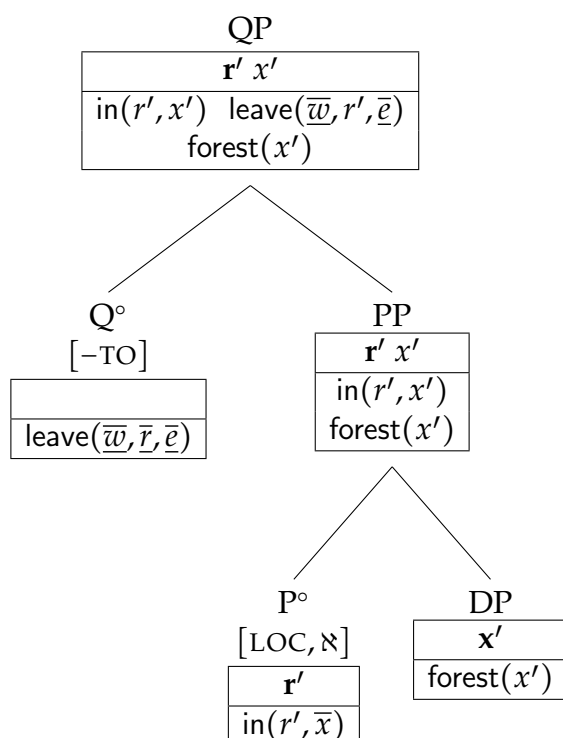 QP
r′ x′
in(r′, x′) leave(w̲̅, r′, e̲̅)
forest(x′)
Q° PP
[−TO] r′ x′
in(r′, x′)
leave(w̲̅, r̲̅, e̲̅) forest(x′)
P° DP
[LOC, ℵ] x′
r′ forest(x′)
in(r′, x̅)